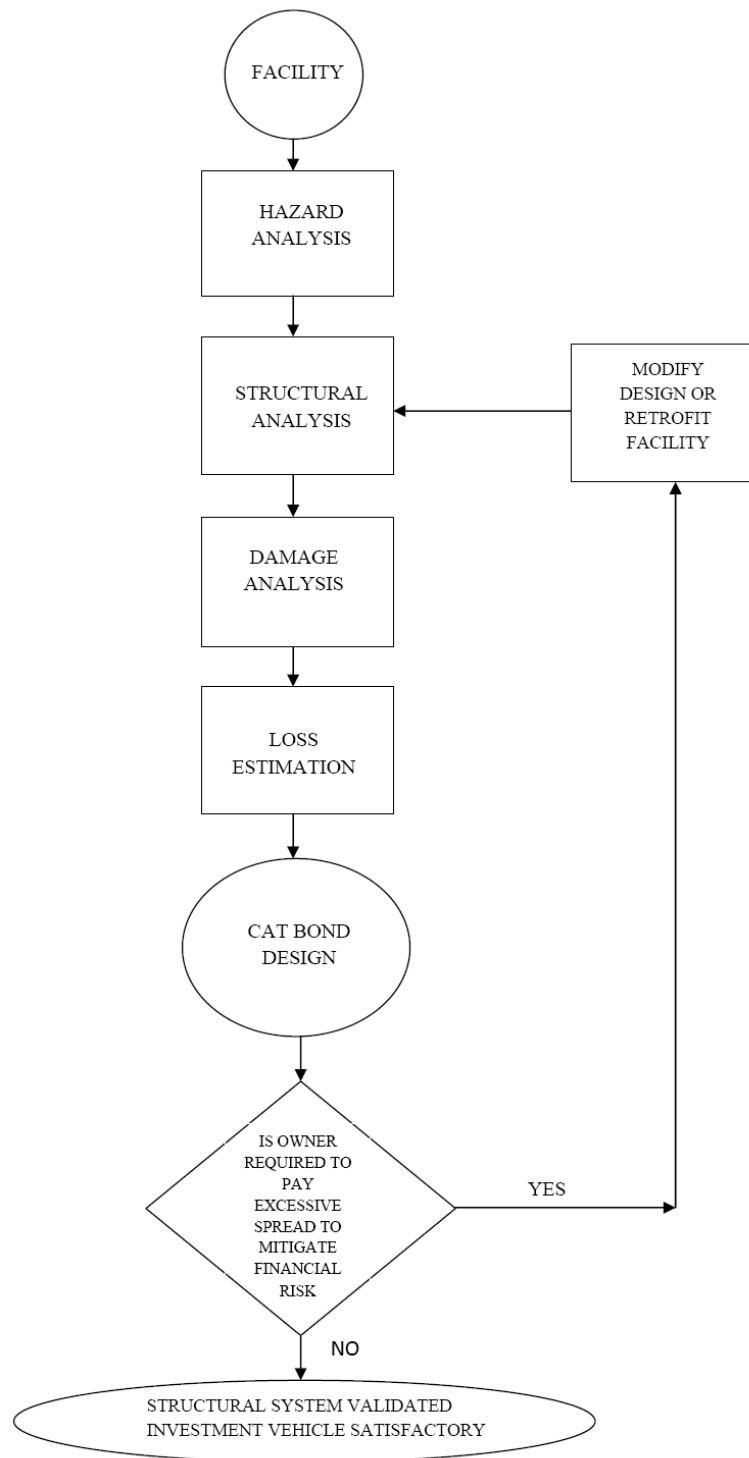 FACILITY
HAZARD
ANALYSIS
STRUCTURAL
ANALYSIS
MODIFY
DESIGN OR
RETROFIT
FACILITY
DAMAGE
ANALYSIS
LOSS
ESTIMATION
CAT BOND
DESIGN
IS OWNER
REQUIRED TO
PAY
EXCESSIVE
SPREAD TO
MITIGATE
FINANCIAL
RISK
YES
NO
STRUCTURAL SYSTEM VALIDATED
INVESTMENT VEHICLE SATISFACTORY